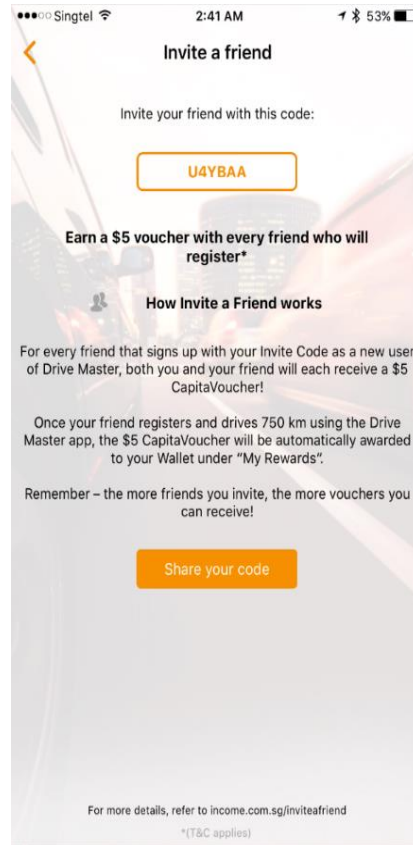 Singtel 2:41 AM 53%
Invite a friend
Invite your friend with this code:
U4YBAA
Earn a $5 voucher with every friend who will
register*
How Invite a Friend works
For every friend that signs up with your Invite Code as a new user
of Drive Master, both you and your friend will each receive a $5
CapitaVoucher!
Once your friend registers and drives 750 km using the Drive
Master app, the $5 CapitaVoucher will be automatically awarded
to your Wallet under “My Rewards”.
Remember – the more friends you invite, the more vouchers you
can receive!
Share your code
For more details, refer to income.com.sg/inviteafriend
*(T&C applies)